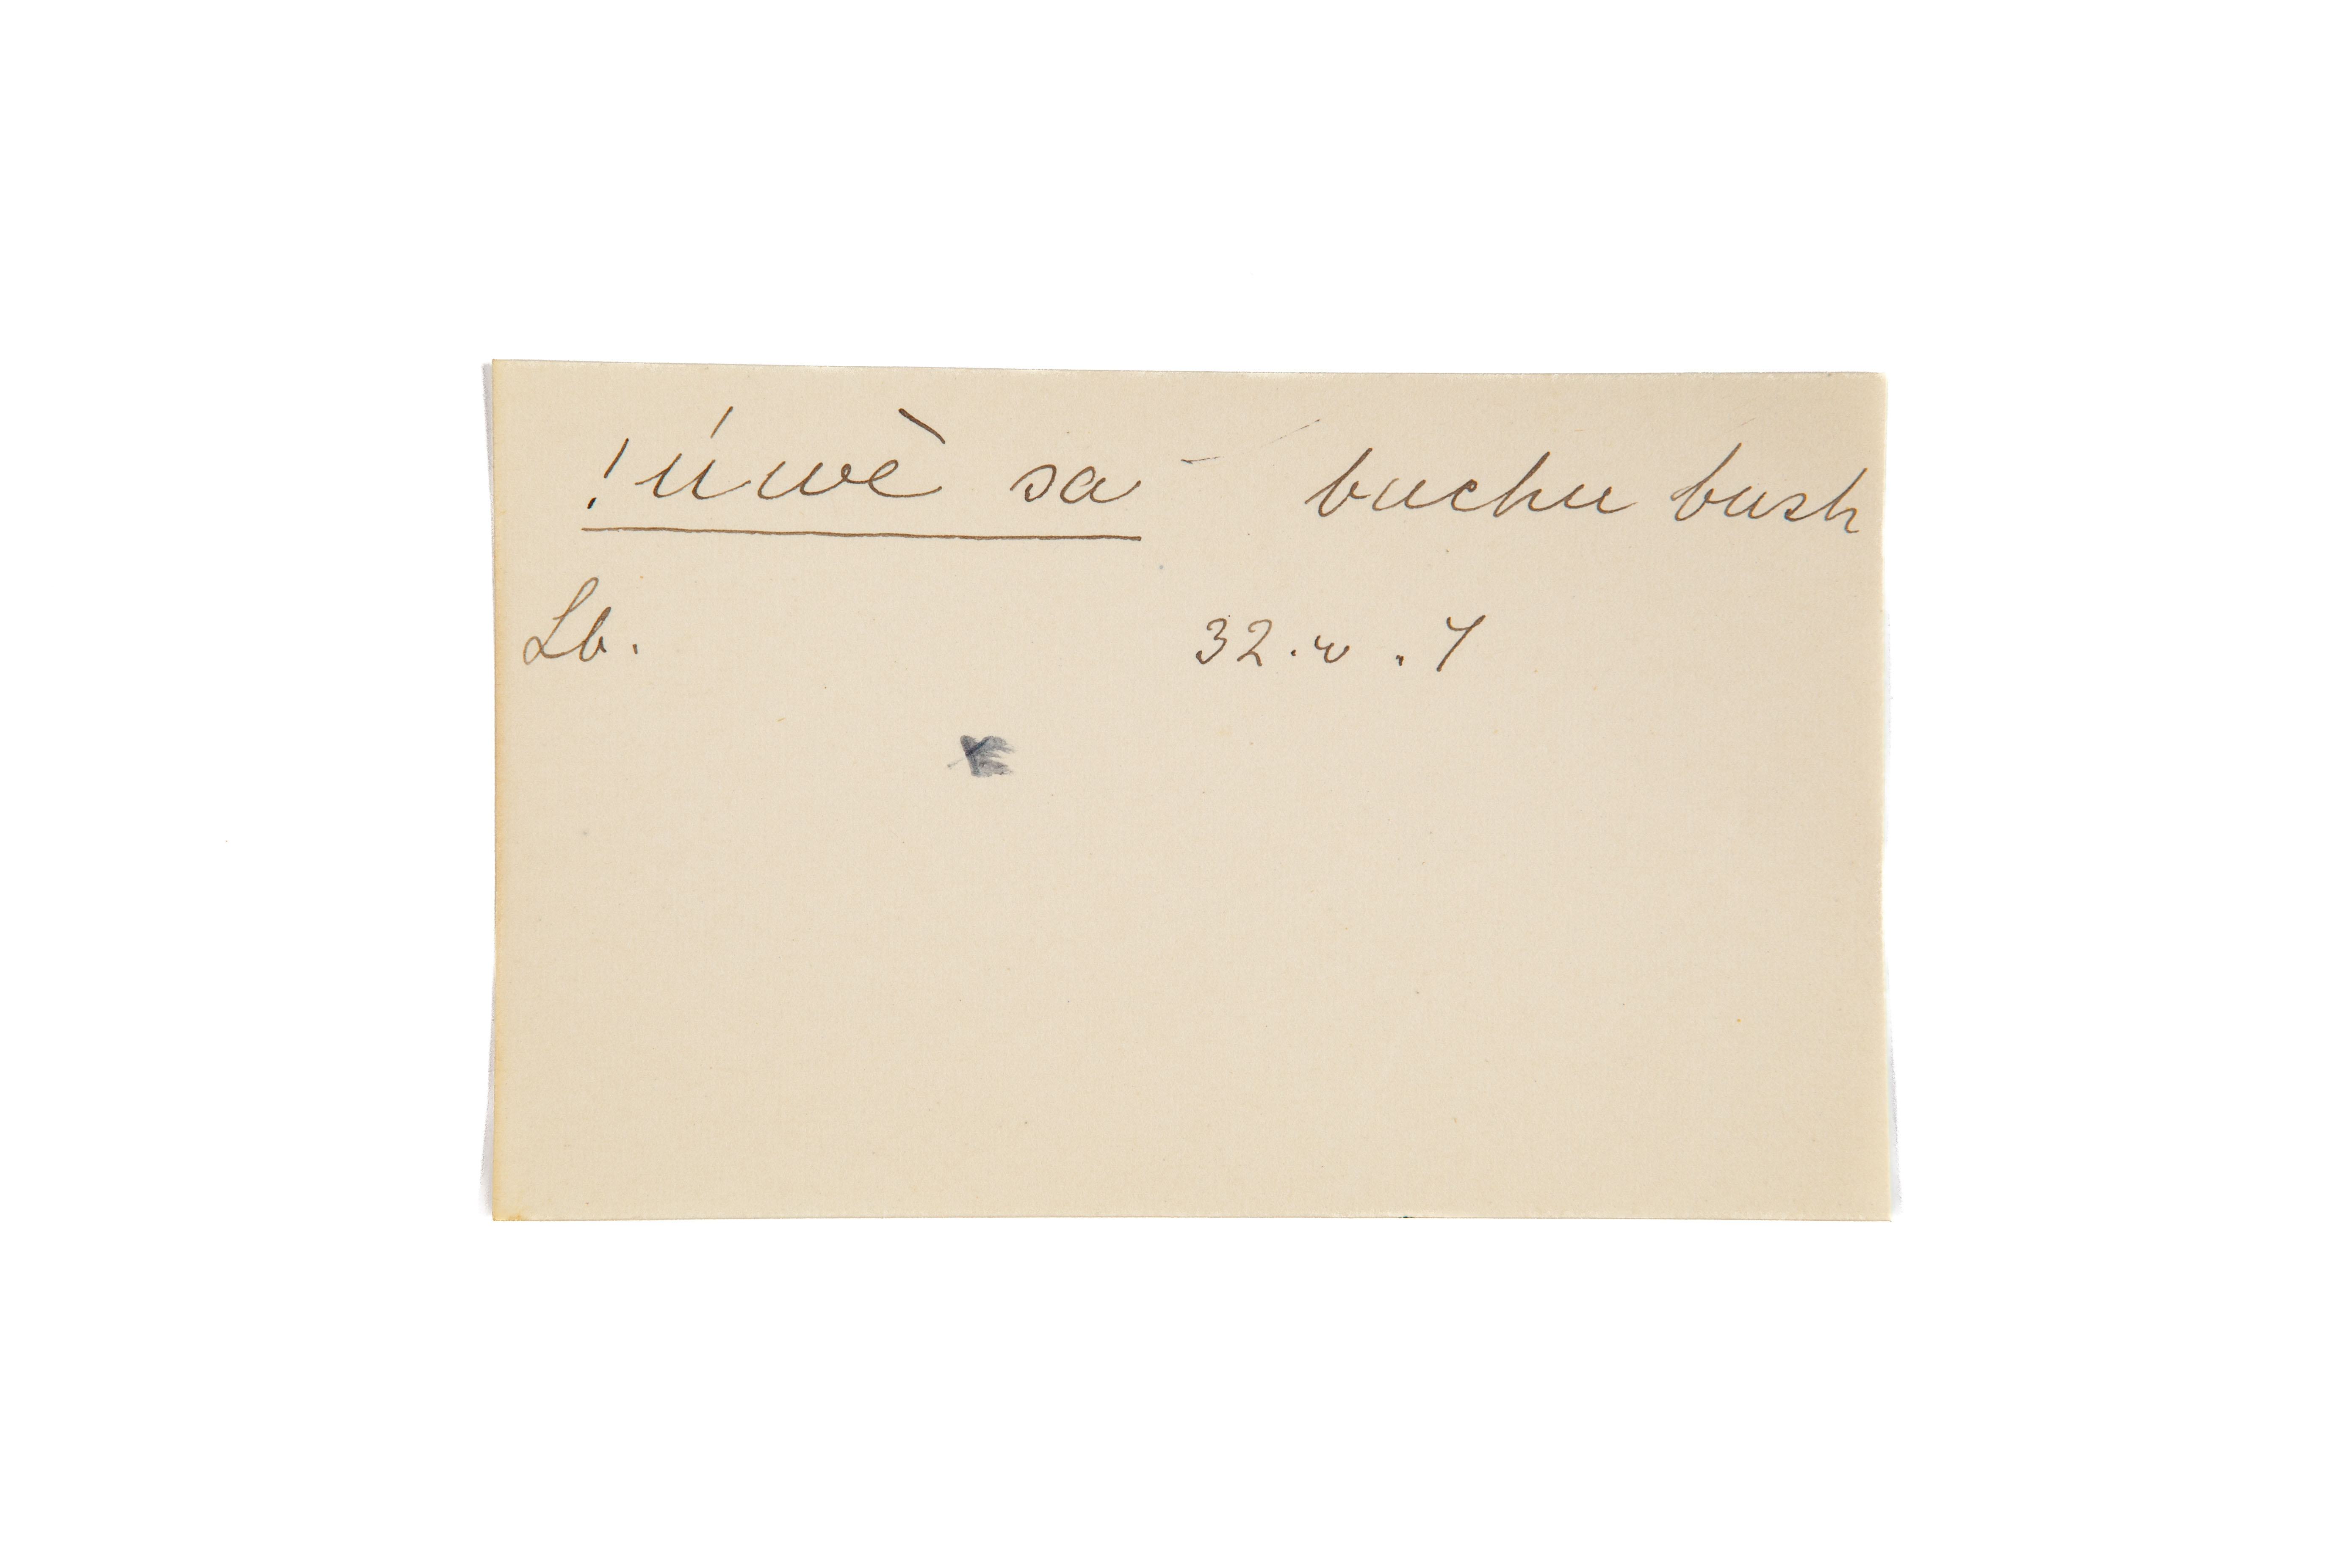 !úwè sa - buchu bush
Lb. 32.w.7